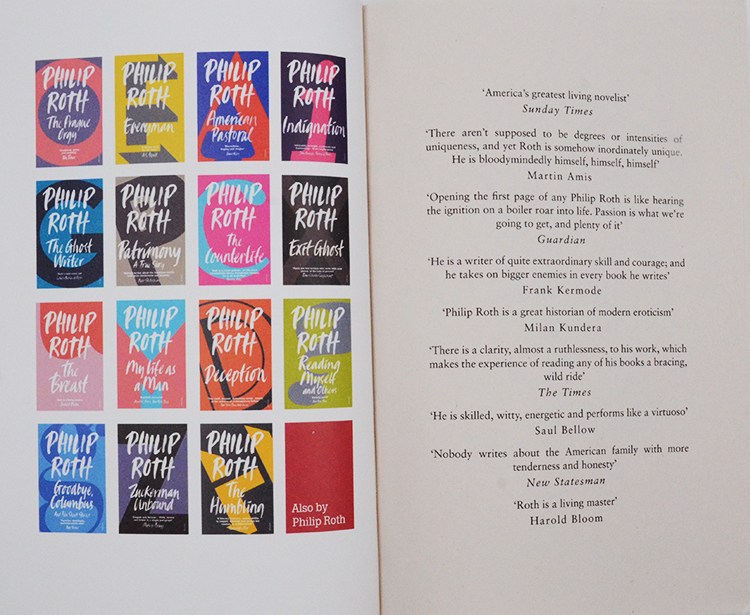 PHILIP
ROTH
The Prague
Orgy
PHILIP
ROTH
Everyman
PHILIP
ROTH
American
Pastoral
PHILIP
ROTH
Indignation
PHILIP
ROTH
The Ghost
Writer
PHILIP
ROTH
Patrimony
A True Story
PHILIP
ROTH
The
Counterlife
PHILIP
ROTH
Exit Ghost
PHILIP
ROTH
The
Breast
PHILIP
ROTH
My Life as
a Man
PHILIP
ROTH
Deception
PHILIP
ROTH
Reading
Myself
and Others
PHILIP
ROTH
Goodbye,
Columbus
And Five Short Stories
PHILIP
ROTH
Zuckerman
Unbound
PHILIP
ROTH
The
Humbling
Also by
Philip Roth
‘America’s greatest living novelist’
Sunday Times
‘There aren’t supposed to be degrees or intensities of
uniqueness, and yet Roth is somehow inordinately unique.
He is bloodymindedly himself, himself, himself’
Martin Amis
‘Opening the first page of any Philip Roth is like hearing
the ignition on a boiler roar into life. Passion is what we’re
going to get, and plenty of it’
Guardian
‘He is a writer of quite extraordinary skill and courage; and
he takes on bigger enemies in every book he writes’
Frank Kermode
‘Philip Roth is a great historian of modern eroticism’
Milan Kundera
‘There is a clarity, almost a ruthlessness, to his work, which
makes the experience of reading any of his books a bracing,
wild ride’
The Times
‘He is skilled, witty, energetic and performs like a virtuoso’
Saul Bellow
‘Nobody writes about the American family with more
tenderness and honesty’
New Statesman
‘Roth is a living master’
Harold Bloom